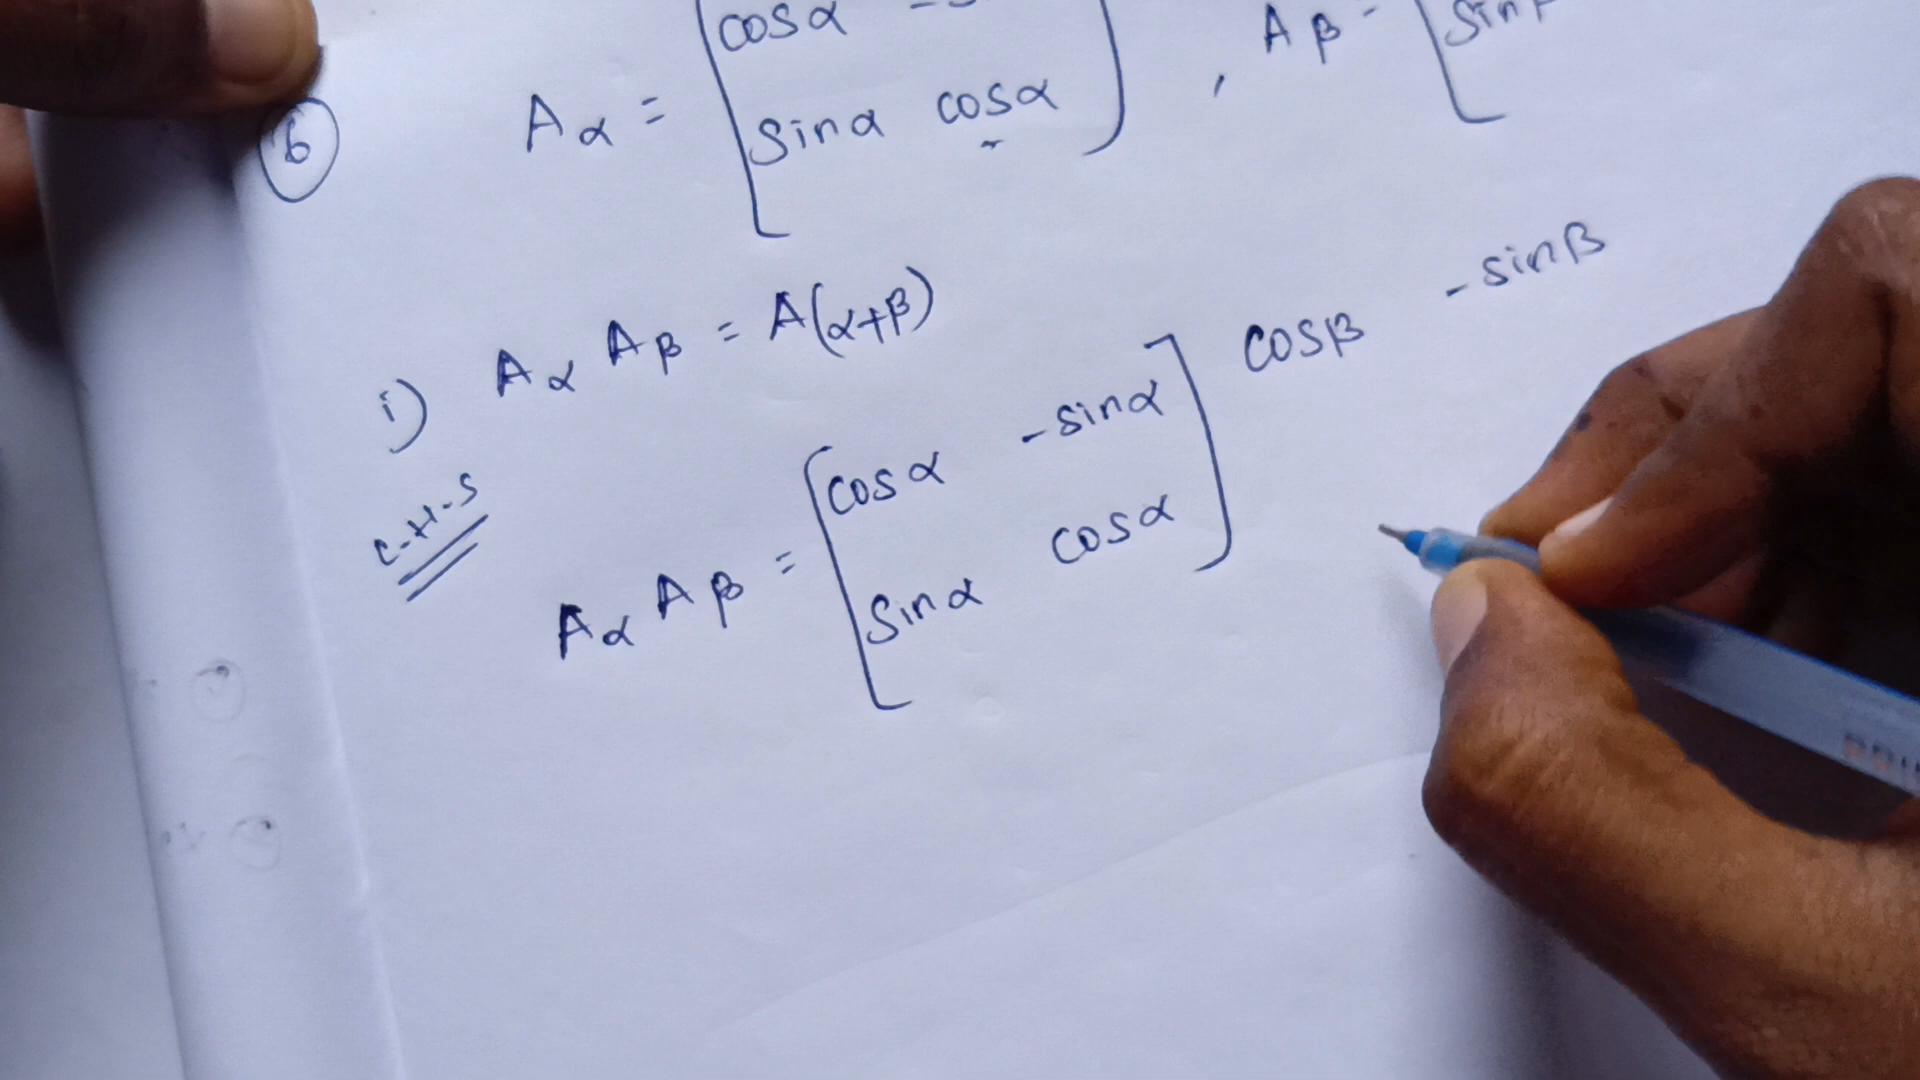 cosα
6 Aα = sinα cosα , Aβ =
i) Aα Aβ = A(α+β)
cosβ -sinβ
cosα -sinα
Aα Aβ =
sinα cosα